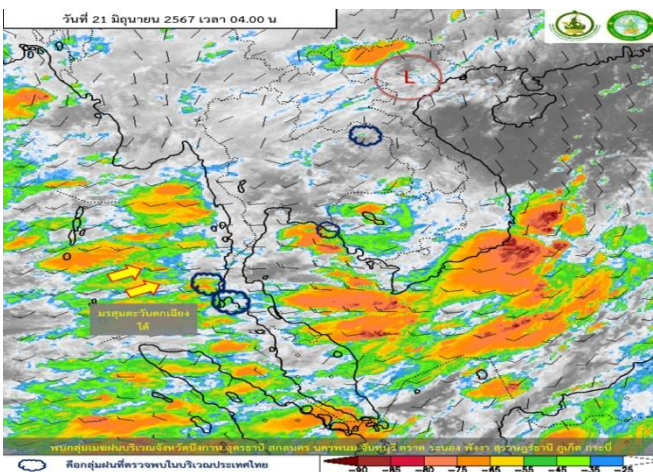 วันที่ 21 มิถุนายน 2567 เวลา 04.00 น
L
มรสุมตะวันตกเฉียง
ใต้
พบกลุ่มเมฆฝนบริเวณจังหวัดบึงกาฬ อุดรธานี สกลนคร นครพนม จันทบุรี ตราด ระนอง พังงา สุราษฎร์ธานี ภูเก็ต กระบี่
คือกลุ่มฝนที่ตรวจพบในบริเวณประเทศไทย
-90 -85 -80 -75 -65 -55 -45 -35 -25